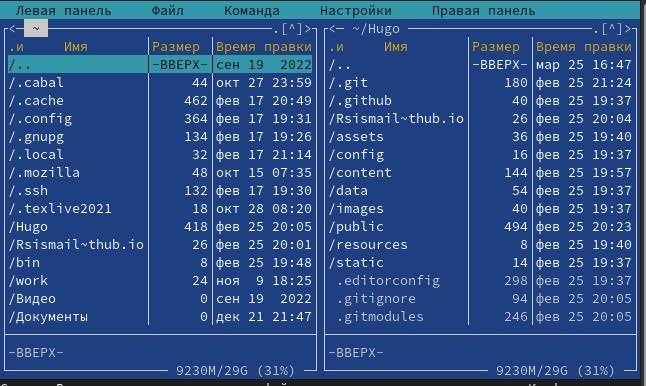 Левая панель Файл Команда Настройки Правая панель
<─ ~ .[^]>
.и Имя Размер Время правки
/.. -ВВЕРХ- сен 19 2022
/.cabal 44 окт 27 23:59
/.cache 462 фев 17 20:49
/.config 364 фев 17 19:31
/.gnupg 134 фев 17 19:26
/.local 32 фев 17 21:14
/.mozilla 48 окт 15 07:35
/.ssh 132 фев 17 19:30
/.texlive2021 18 окт 28 08:20
/Hugo 418 фев 25 20:05
/Rsismail~thub.io 26 фев 25 20:01
/bin 8 фев 25 19:48
/work 24 ноя 9 18:25
/Видео 0 сен 19 2022
/Документы 0 дек 21 21:47
-ВВЕРХ-
9230M/29G (31%)
<─ ~/Hugo .[^]>
.и Имя Размер Время правки
/.. -ВВЕРХ- мар 25 16:47
/.git 180 фев 25 21:24
/.github 40 фев 25 19:37
/Rsismail~thub.io 26 фев 25 20:04
/assets 36 фев 25 19:40
/config 16 фев 25 19:37
/content 144 фев 25 19:57
/data 54 фев 25 19:37
/images 40 фев 25 19:37
/public 494 фев 25 20:23
/resources 8 фев 25 19:40
/static 14 фев 25 19:37
.editorconfig 298 фев 25 19:37
.gitignore 94 фев 25 20:05
.gitmodules 246 фев 25 20:05
-ВВЕРХ-
9230M/29G (31%)